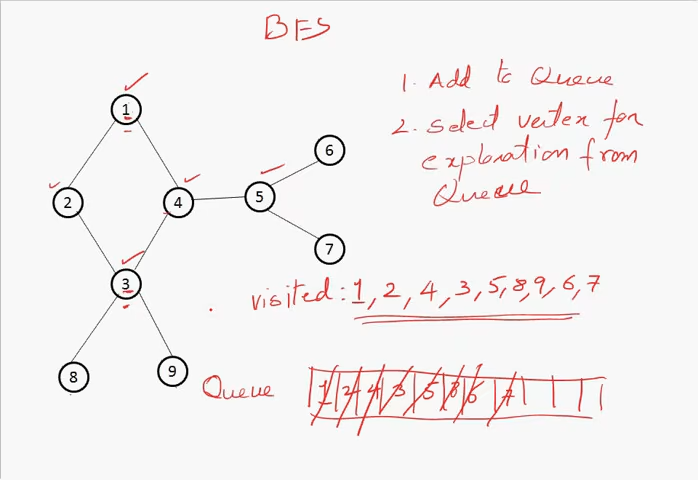 BFS
1. Add to Queue
2. Select vertex for
exploration from
Queue
1
6
2
4
5
7
3
visited: 1, 2, 4, 3, 5, 8, 9, 6, 7
8
9
Queue 1 2 4 3 5 8 6 7